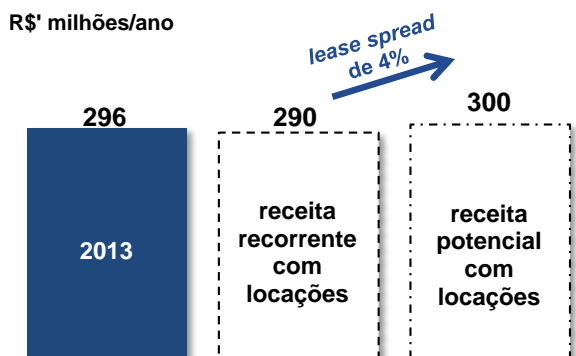 R$' milhões/ano
lease spread
de 4%
296
290
300
2013
receita
recorrente
com
locações
receita
potencial
com
locações